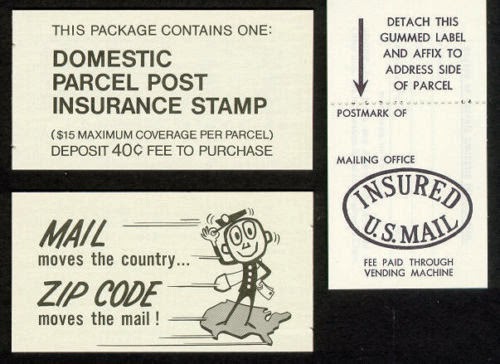 THIS PACKAGE CONTAINS ONE:
DOMESTIC
PARCEL POST
INSURANCE STAMP
($15 MAXIMUM COVERAGE PER PARCEL)
DEPOSIT 40¢ FEE TO PURCHASE
MAIL
moves the country...
ZIP CODE
moves the mail!
DETACH THIS
GUMMED LABEL
AND AFFIX TO
ADDRESS SIDE
OF PARCEL
POSTMARK OF
MAILING OFFICE
INSURED
U.S. MAIL
FEE PAID THROUGH
VENDING MACHINE